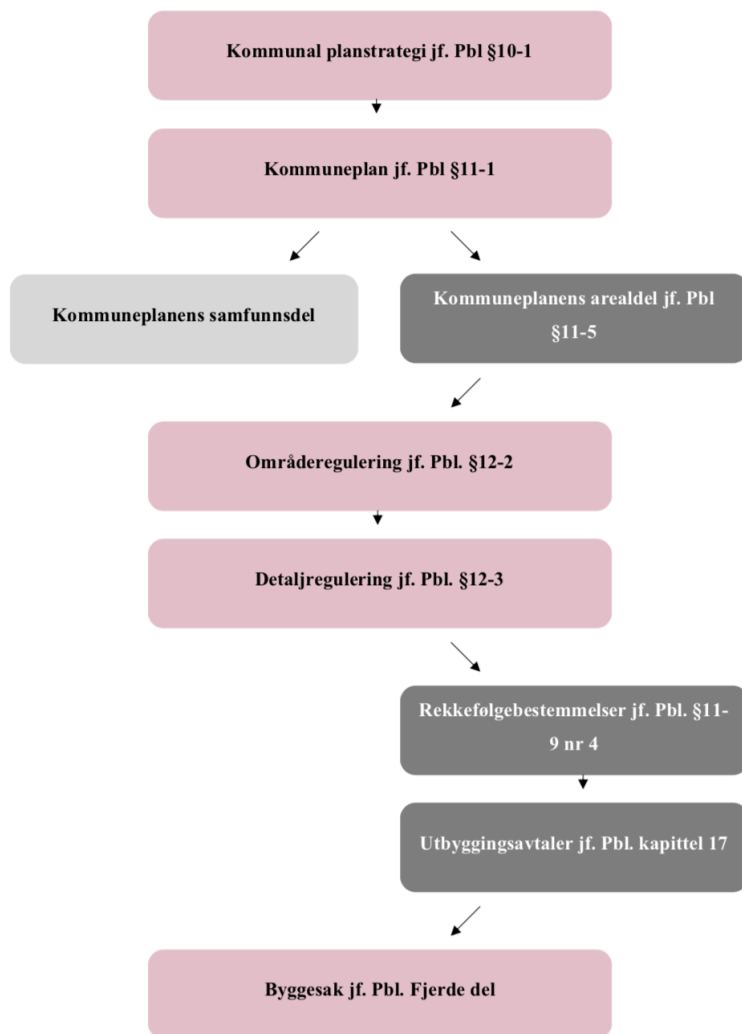 Kommunal planstrategi jf. Pbl §10-1
Kommuneplan jf. Pbl §11-1
Kommuneplanens samfunnsdel
Kommuneplanens arealdel jf. Pbl
§11-5
Områderegulering jf. Pbl. §12-2
Detaljregulering jf. Pbl. §12-3
Rekkefølgebestemmelser jf. Pbl. §11-
9 nr 4
Utbyggingsavtaler jf. Pbl. kapittel 17
Byggesak jf. Pbl. Fjerde del